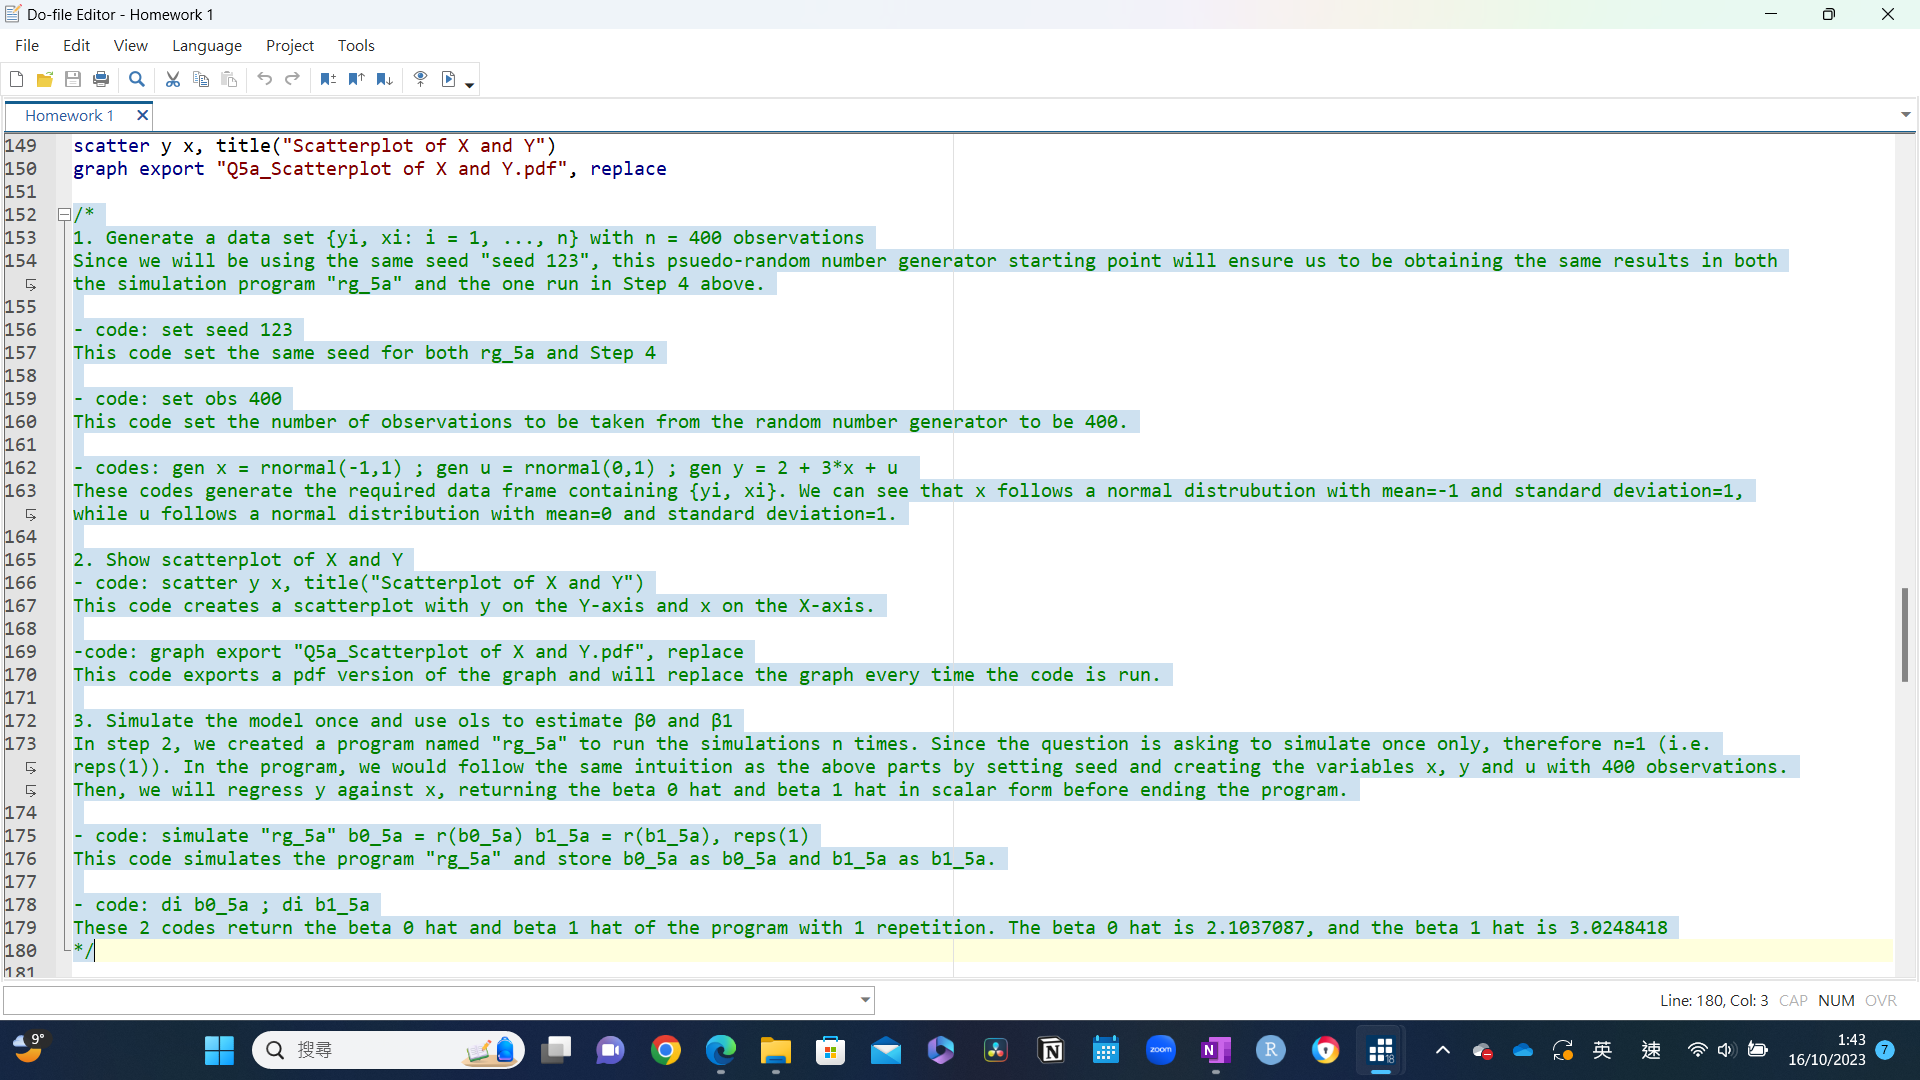 Do-file Editor - Homework 1
File Edit View Language Project Tools
Homework 1
149 scatter y x, title("Scatterplot of X and Y")
150 graph export "Q5a_Scatterplot of X and Y.pdf", replace
151
152 /*
153 1. Generate a data set {yi, xi: i = 1, ..., n} with n = 400 observations
154 Since we will be using the same seed "seed 123", this psuedo-random number generator starting point will ensure us to be obtaining the same results in both
the simulation program "rg_5a" and the one run in Step 4 above.
155
156 - code: set seed 123
157 This code set the same seed for both rg_5a and Step 4
158
159 - code: set obs 400
160 This code set the number of observations to be taken from the random number generator to be 400.
161
162 - codes: gen x = rnormal(-1,1) ; gen u = rnormal(0,1) ; gen y = 2 + 3*x + u
163 These codes generate the required data frame containing {yi, xi}. We can see that x follows a normal distrubution with mean=-1 and standard deviation=1,
while u follows a normal distribution with mean=0 and standard deviation=1.
164
165 2. Show scatterplot of X and Y
166 - code: scatter y x, title("Scatterplot of X and Y")
167 This code creates a scatterplot with y on the Y-axis and x on the X-axis.
168
169 -code: graph export "Q5a_Scatterplot of X and Y.pdf", replace
170 This code exports a pdf version of the graph and will replace the graph every time the code is run.
171
172 3. Simulate the model once and use ols to estimate β0 and β1
173 In step 2, we created a program named "rg_5a" to run the simulations n times. Since the question is asking to simulate once only, therefore n=1 (i.e.
reps(1)). In the program, we would follow the same intuition as the above parts by setting seed and creating the variables x, y and u with 400 observations.
Then, we will regress y against x, returning the beta 0 hat and beta 1 hat in scalar form before ending the program.
174
175 - code: simulate "rg_5a" b0_5a = r(b0_5a) b1_5a = r(b1_5a), reps(1)
176 This code simulates the program "rg_5a" and store b0_5a as b0_5a and b1_5a as b1_5a.
177
178 - code: di b0_5a ; di b1_5a
179 These 2 codes return the beta 0 hat and beta 1 hat of the program with 1 repetition. The beta 0 hat is 2.1037087, and the beta 1 hat is 3.0248418
180 */
181
Line: 180, Col: 3 CAP NUM OVR
9°
搜尋
zoom
N
R
18
英
速
1:43
16/10/2023
7